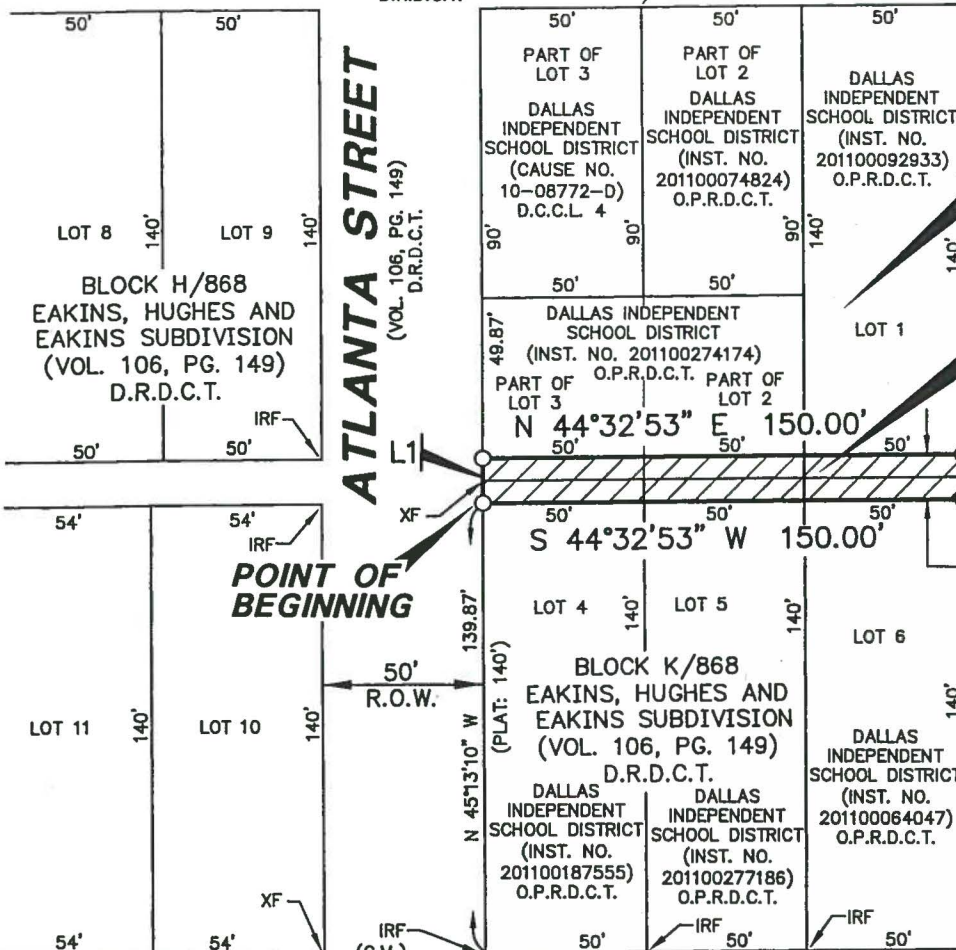 50'
50'
50'
50'
50'
ATLANTA STREET
(VOL. 106, PG. 149)
D.R.D.C.T.
PART OF
LOT 3
DALLAS
INDEPENDENT
SCHOOL DISTRICT
(CAUSE NO.
10-08772-D)
D.C.C.L. 4
PART OF
LOT 2
DALLAS
INDEPENDENT
SCHOOL DISTRICT
(INST. NO.
201100074824)
O.P.R.D.C.T.
DALLAS
INDEPENDENT
SCHOOL DISTRICT
(INST. NO.
201100092933)
O.P.R.D.C.T.
LOT 8
140'
LOT 9
140'
90'
90'
90'
140'
140'
BLOCK H/868
EAKINS, HUGHES AND
EAKINS SUBDIVISION
(VOL. 106, PG. 149)
D.R.D.C.T.
50'
50'
49.87'
DALLAS INDEPENDENT
SCHOOL DISTRICT
(INST. NO. 201100274174)
O.P.R.D.C.T.
PART OF
LOT 3
PART OF
LOT 2
LOT 1
IRF
50'
50'
N 44°32'53" E 150.00'
50'
50'
50'
L1
XF
50'
50'
50'
S 44°32'53" W 150.00'
54'
54'
IRF
POINT OF
BEGINNING
50'
R.O.W.
N 45°13'10" W 139.87'
(PLAT: 140')
LOT 4
140'
LOT 5
140'
LOT 6
140'
BLOCK K/868
EAKINS, HUGHES AND
EAKINS SUBDIVISION
(VOL. 106, PG. 149)
D.R.D.C.T.
LOT 11
140'
LOT 10
140'
DALLAS
INDEPENDENT
SCHOOL DISTRICT
(INST. NO.
201100187555)
O.P.R.D.C.T.
DALLAS
INDEPENDENT
SCHOOL DISTRICT
(INST. NO.
201100277186)
O.P.R.D.C.T.
DALLAS
INDEPENDENT
SCHOOL DISTRICT
(INST. NO.
201100064047)
O.P.R.D.C.T.
XF
IRF
IRF
IRF
54'
54'
50'
50'